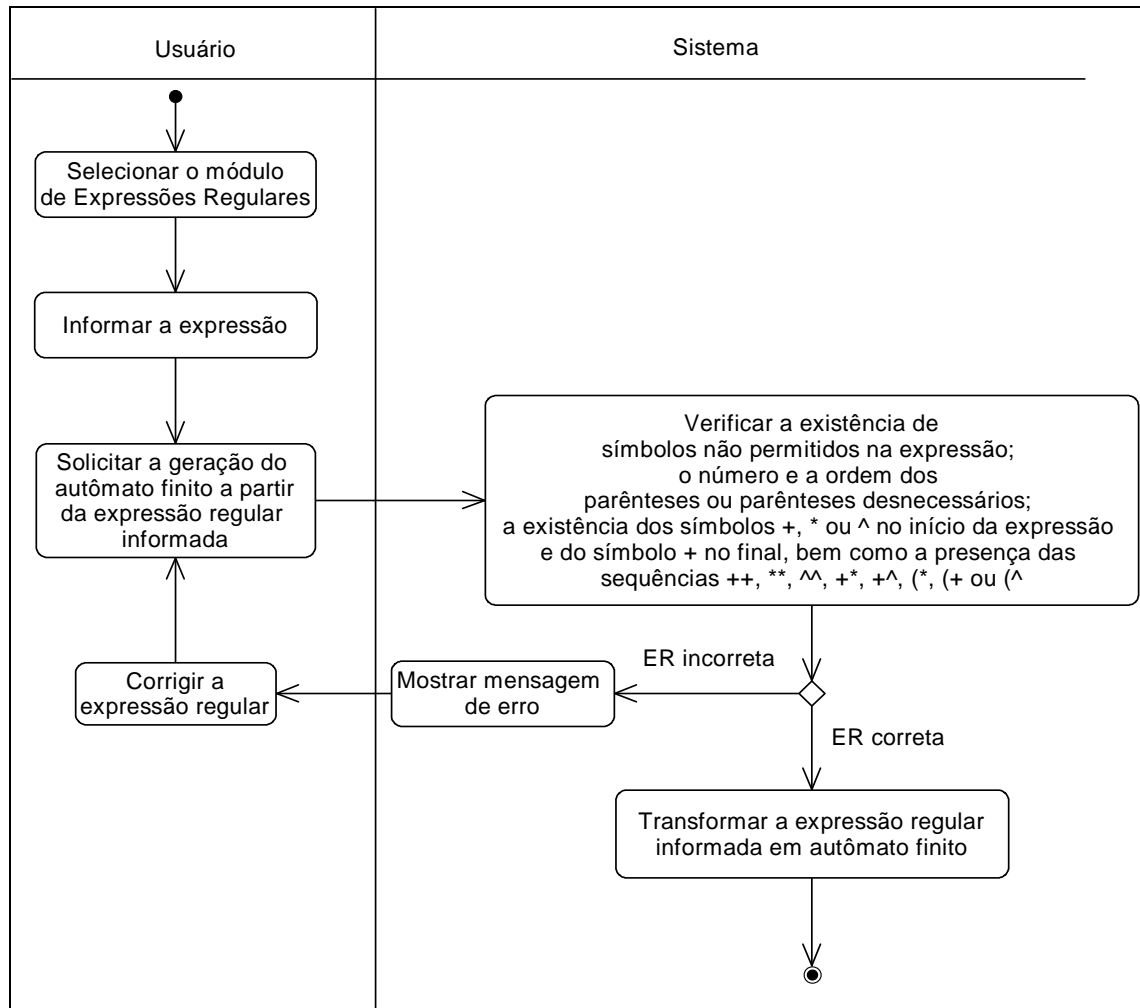 Usuário
Sistema
Selecionar o módulo
de Expressões Regulares
Informar a expressão
Solicitar a geração do
autômato finito a partir
da expressão regular
informada
Verificar a existência de
símbolos não permitidos na expressão;
o número e a ordem dos
parênteses ou parênteses desnecessários;
a existência dos símbolos +, * ou ^ no início da expressão
e do símbolo + no final, bem como a presença das
sequências ++, **, ^^, +*, +^, (*, (+ ou (^
ER incorreta
Mostrar mensagem
de erro
Corrigir a
expressão regular
ER correta
Transformar a expressão regular
informada em autômato finito